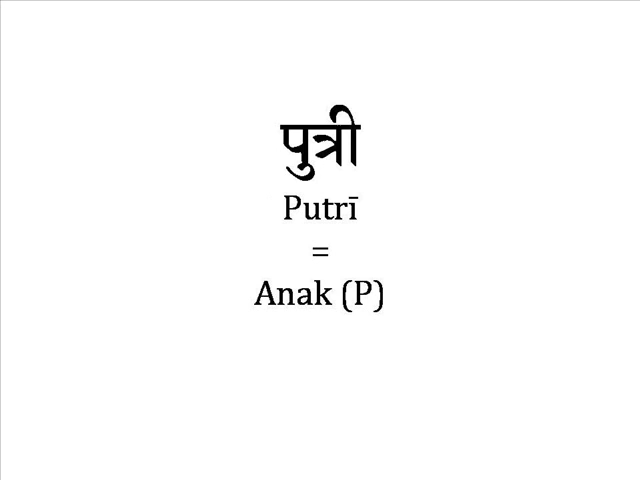 पुत्री
Putrī
=
Anak (P)